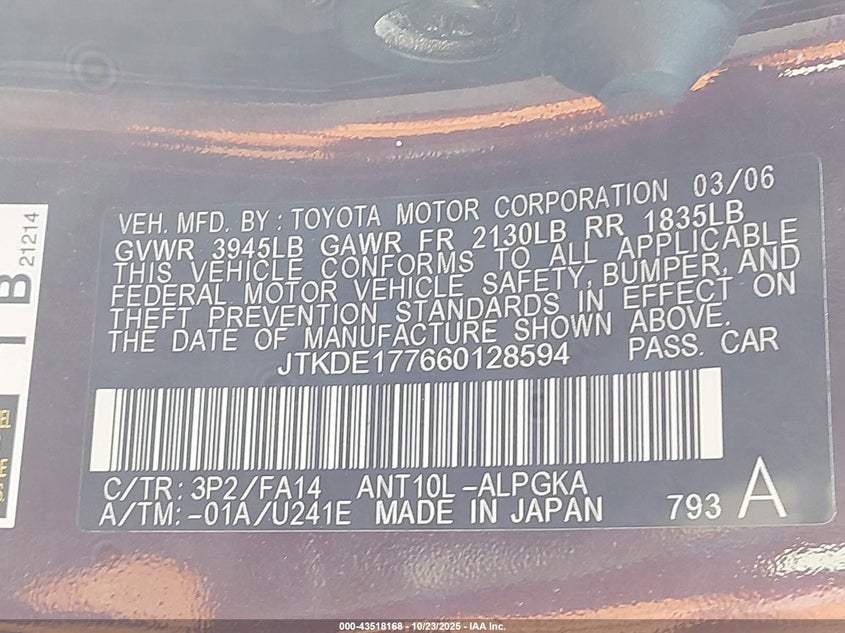 VEH. MFD. BY : TOYOTA MOTOR CORPORATION 03/06
GVWR 3945LB GAWR FR 2130LB RR 1835LB
THIS VEHICLE CONFORMS TO ALL APPLICABLE
FEDERAL MOTOR VEHICLE SAFETY, BUMPER, AND
THEFT PREVENTION STANDARDS IN EFFECT ON
THE DATE OF MANUFACTURE SHOWN ABOVE.
JTKDE177660128594 PASS. CAR
C/TR: 3P2/FA14 ANT10L-ALPGKA
A/TM:-01A/U241E MADE IN JAPAN 793 A
21214
000-43518168 - 10/23/2025 - IAA Inc.